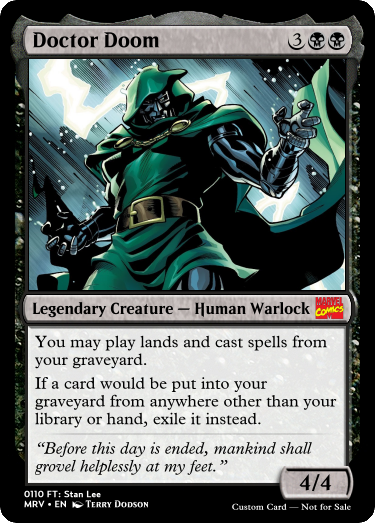 Doctor Doom 3
Legendary Creature — Human Warlock MARVEL COMICS
You may play lands and cast spells from
your graveyard.
If a card would be put into your
graveyard from anywhere other than your
library or hand, exile it instead.
“Before this day is ended, mankind shall
grovel helplessly at my feet.”
4/4
0110 FT: Stan Lee
MRV • EN Terry Dodson
Custom Card — Not for Sale